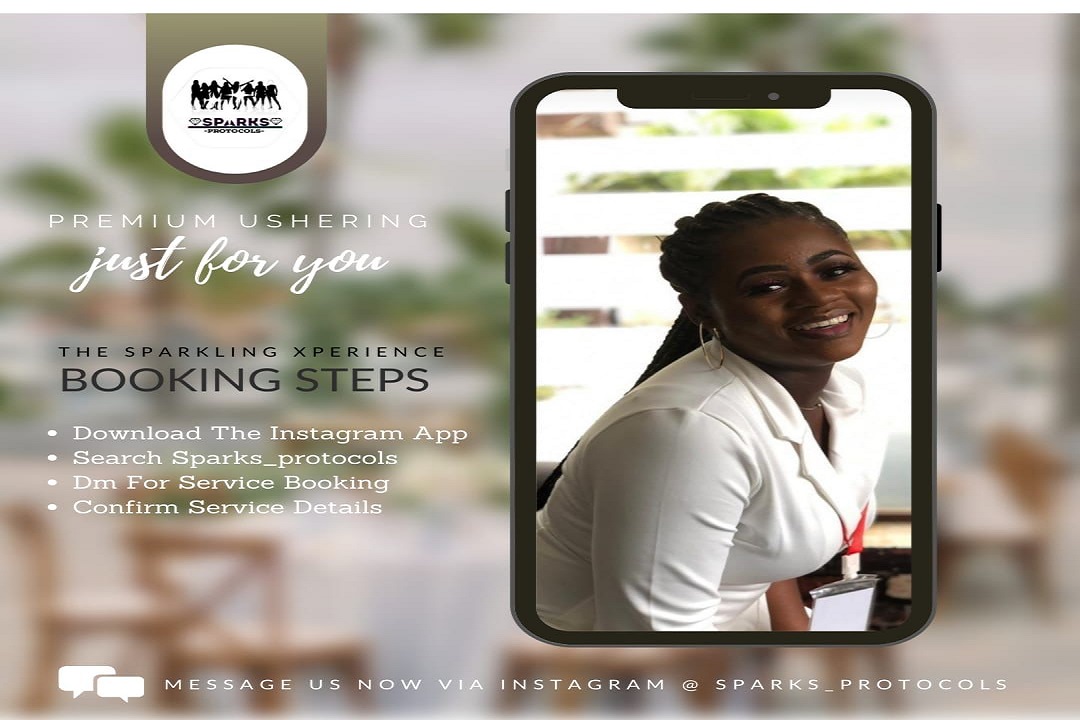 SPARKS
-PROTOCOLS-
PREMIUM USHERING
just for you
THE SPARKLING XPERIENCE
BOOKING STEPS
• Download The Instagram App
• Search Sparks_protocols
• Dm For Service Booking
• Confirm Service Details
MESSAGE US NOW VIA INSTAGRAM @ SPARKS_PROTOCOLS